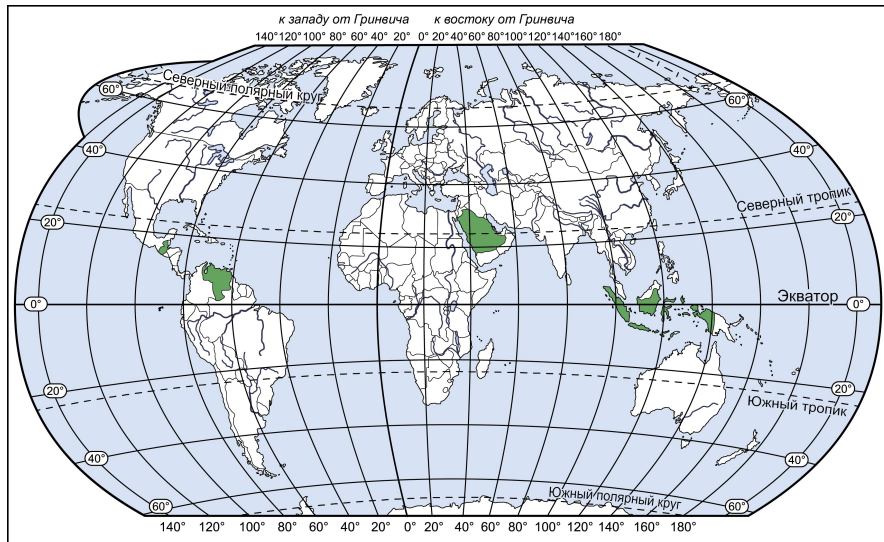 к западу от Гринвича к востоку от Гринвича
140° 120° 100° 80° 60° 40° 20° 0° 20° 40° 60° 80° 100° 120° 140° 160° 180°
Северный полярный круг
60° 60°
40° 40°
Северный тропик
20° 20°
Экватор
0° 0°
20° 20°
Южный тропик
40° 40°
Южный полярный круг
60° 60°
140° 120° 100° 80° 60° 40° 20° 0° 20° 40° 60° 80° 100° 120° 140° 160° 180°